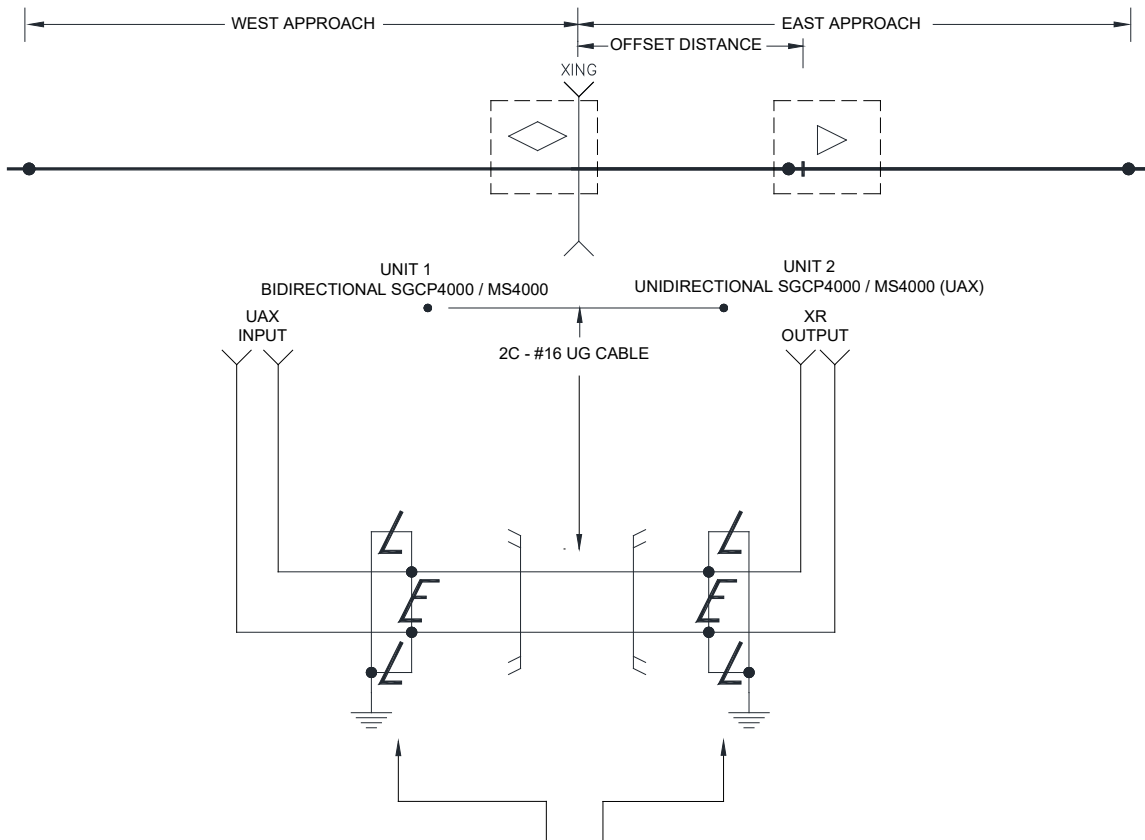 WEST APPROACH
EAST APPROACH
OFFSET DISTANCE
XING
UNIT 1
BIDIRECTIONAL SGCP4000 / MS4000
UNIT 2
UNIDIRECTIONAL SGCP4000 / MS4000 (UAX)
UAX
INPUT
XR
OUTPUT
2C - #16 UG CABLE